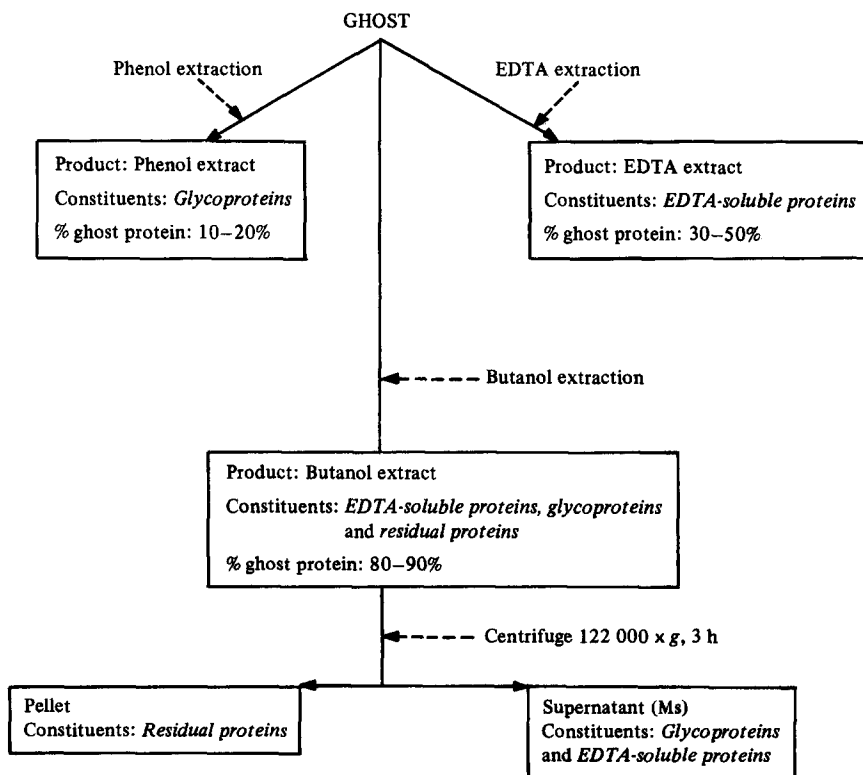 GHOST
Phenol extraction
EDTA extraction
Product: Phenol extract
Constituents: Glycoproteins
% ghost protein: 10–20%
Product: EDTA extract
Constituents: EDTA-soluble proteins
% ghost protein: 30–50%
Butanol extraction
Product: Butanol extract
Constituents: EDTA-soluble proteins, glycoproteins
and residual proteins
% ghost protein: 80–90%
Centrifuge 122 000 × g, 3 h
Pellet
Constituents: Residual proteins
Supernatant (Ms)
Constituents: Glycoproteins
and EDTA-soluble proteins